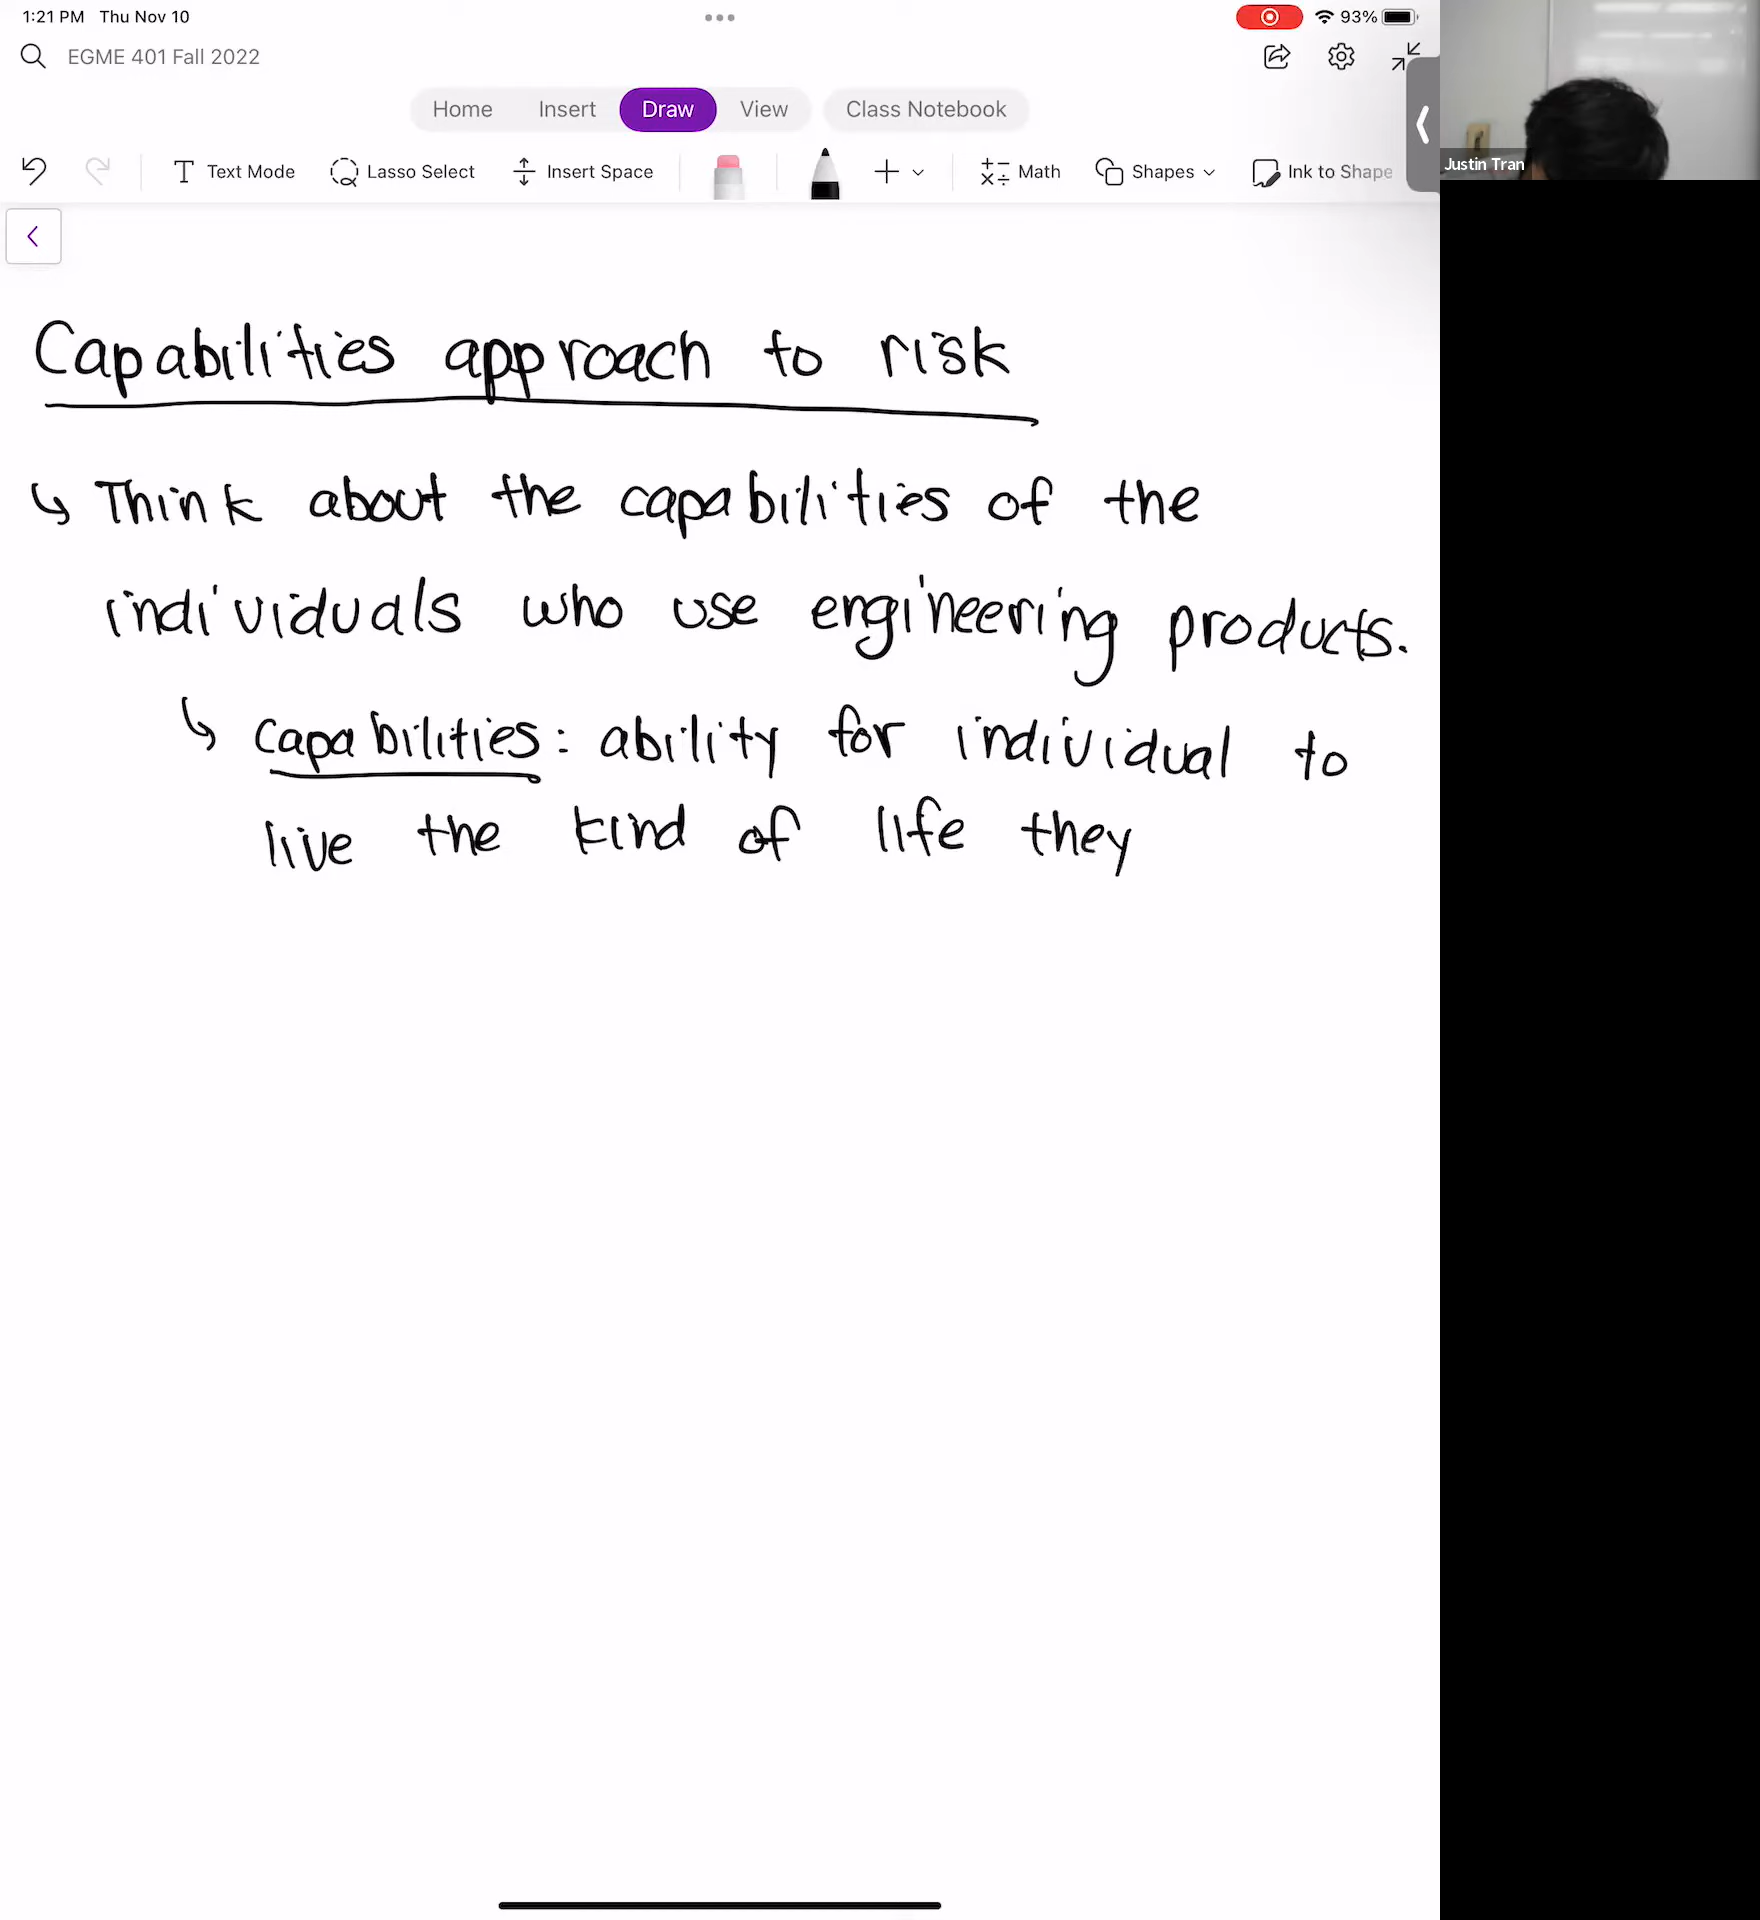 1:21 PM Thu Nov 10
93%
EGME 401 Fall 2022
Home Insert Draw View Class Notebook
Text Mode Lasso Select Insert Space Math Shapes Ink to Shape
Justin Tran
Capabilities approach to risk
↳ Think about the capabilities of the
individuals who use engineering products.
↳ capabilities: ability for individual to
live the kind of life they